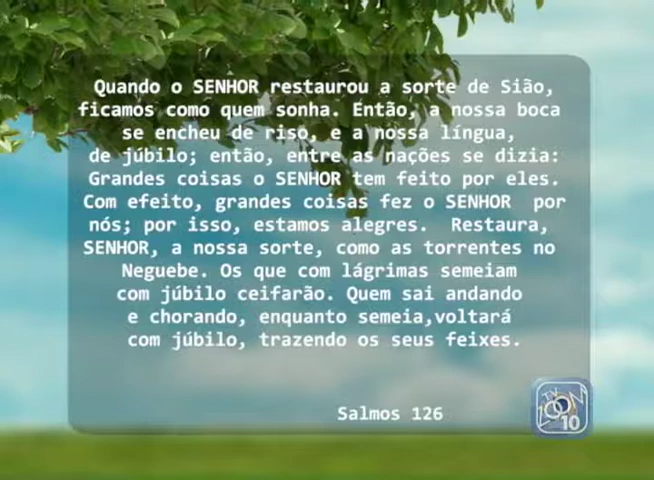 Quando o SENHOR restaurou a sorte de Sião,
ficamos como quem sonha. Então, a nossa boca
se encheu de riso, e a nossa língua,
de júbilo; então, entre as nações se dizia:
Grandes coisas o SENHOR tem feito por eles.
Com efeito, grandes coisas fez o SENHOR por
nós; por isso, estamos alegres. Restaura,
SENHOR, a nossa sorte, como as torrentes no
Neguebe. Os que com lágrimas semeiam
com júbilo ceifarão. Quem sai andando
e chorando, enquanto semeia,voltará
com júbilo, trazendo os seus feixes.
Salmos 126
TV
ZOOM
10